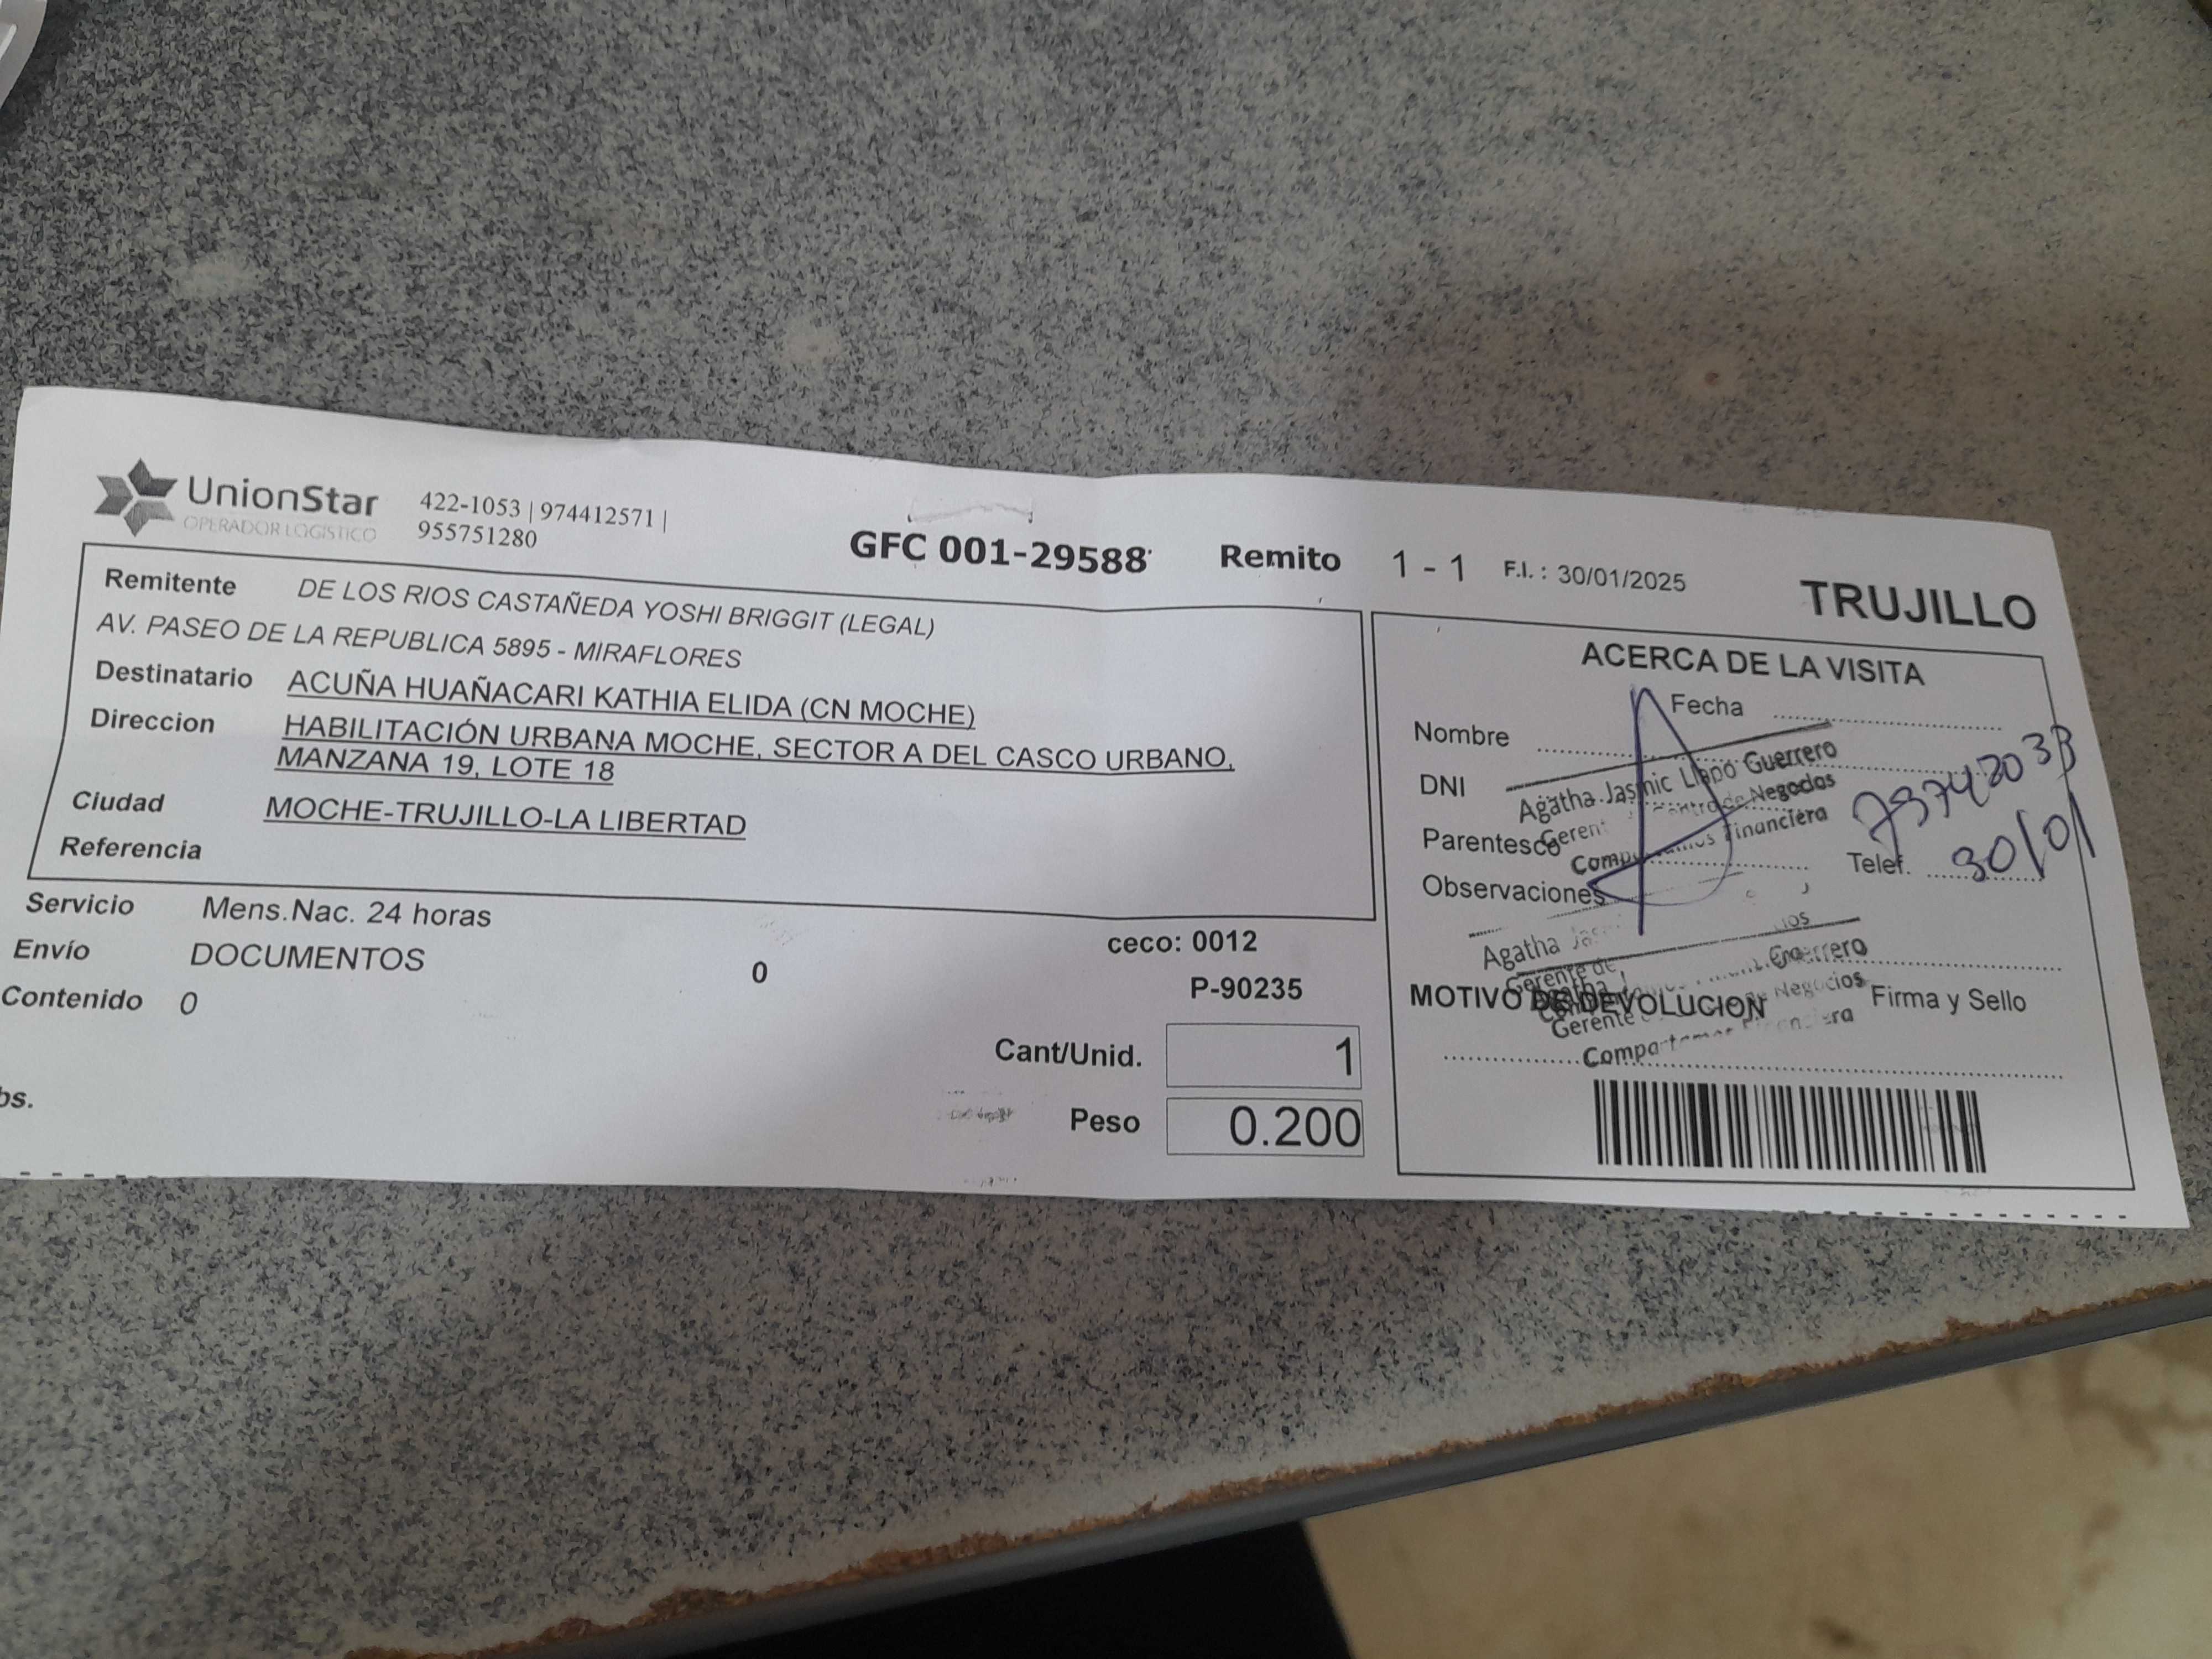 UnionStar
OPERADOR LOGÍSTICO
422-1053 | 974412571 |
955751280
GFC 001-29588 Remito 1 - 1 F.I. : 30/01/2025
TRUJILLO
Remitente DE LOS RIOS CASTAÑEDA YOSHI BRIGGIT (LEGAL)
AV. PASEO DE LA REPUBLICA 5895 - MIRAFLORES
Destinatario ACUÑA HUAÑACARI KATHIA ELIDA (CN MOCHE)
Direccion HABILITACIÓN URBANA MOCHE, SECTOR A DEL CASCO URBANO,
MANZANA 19, LOTE 18
Ciudad MOCHE-TRUJILLO-LA LIBERTAD
Referencia
Servicio Mens.Nac. 24 horas
Envío DOCUMENTOS
Contenido 0
0
ceco: 0012
P-90235
Cant/Unid. 1
Peso 0.200
bs.
ACERCA DE LA VISITA
Fecha
Nombre
DNI
Parentesco
Telef. 30/01
Observaciones
Agatha Jasmic Llapo Guerrero
Financiera
Agatha
Gerente de
Guerrero
Gerente Negocios
MOTIVO DE DEVOLUCION
Firma y Sello